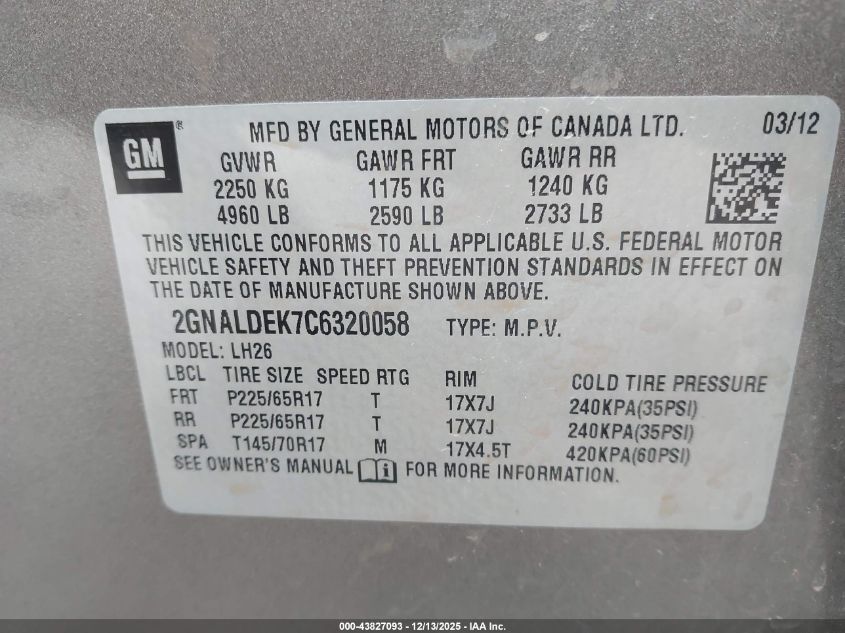 GM ® MFD BY GENERAL MOTORS OF CANADA LTD. 03/12
GVWR GAWR FRT GAWR RR
2250 KG 1175 KG 1240 KG
4960 LB 2590 LB 2733 LB
THIS VEHICLE CONFORMS TO ALL APPLICABLE U.S. FEDERAL MOTOR
VEHICLE SAFETY AND THEFT PREVENTION STANDARDS IN EFFECT ON
THE DATE OF MANUFACTURE SHOWN ABOVE.
2GNALDEK7C6320058 TYPE: M.P.V.
MODEL: LH26
LBCL TIRE SIZE SPEED RTG RIM COLD TIRE PRESSURE
FRT P225/65R17 T 17X7J 240KPA(35PSI)
RR P225/65R17 T 17X7J 240KPA(35PSI)
SPA T145/70R17 M 17X4.5T 420KPA(60PSI)
SEE OWNER'S MANUAL FOR MORE INFORMATION.
000-43827093 - 12/13/2025 - IAA Inc.